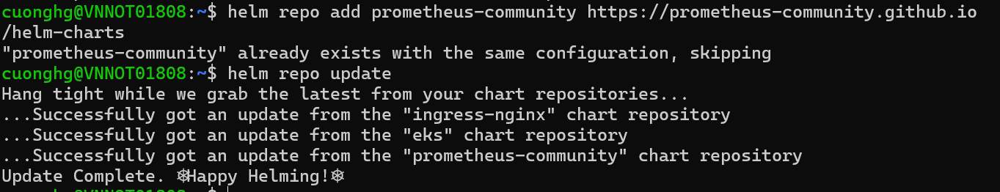 cuonghg@VNNOT01808:~$ helm repo add prometheus-community https://prometheus-community.github.io
/helm-charts
"prometheus-community" already exists with the same configuration, skipping
cuonghg@VNNOT01808:~$ helm repo update
Hang tight while we grab the latest from your chart repositories...
...Successfully got an update from the "ingress-nginx" chart repository
...Successfully got an update from the "eks" chart repository
...Successfully got an update from the "prometheus-community" chart repository
Update Complete. ⎈Happy Helming!⎈
cuonghg@VNNOT01808:~$